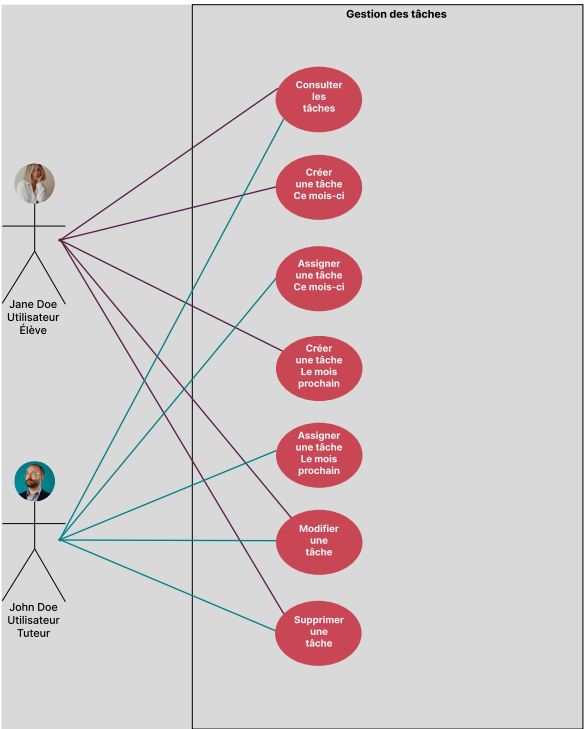 Gestion des tâches
Consulter
les
tâches
Créer
une tâche
Ce mois-ci
Assigner
une tâche
Ce mois-ci
Jane Doe
Utilisateur
Élève
Créer
une tâche
Le mois
prochain
Assigner
une tâche
Le mois
prochain
Modifier
une
tâche
John Doe
Utilisateur
Tuteur
Supprimer
une
tâche